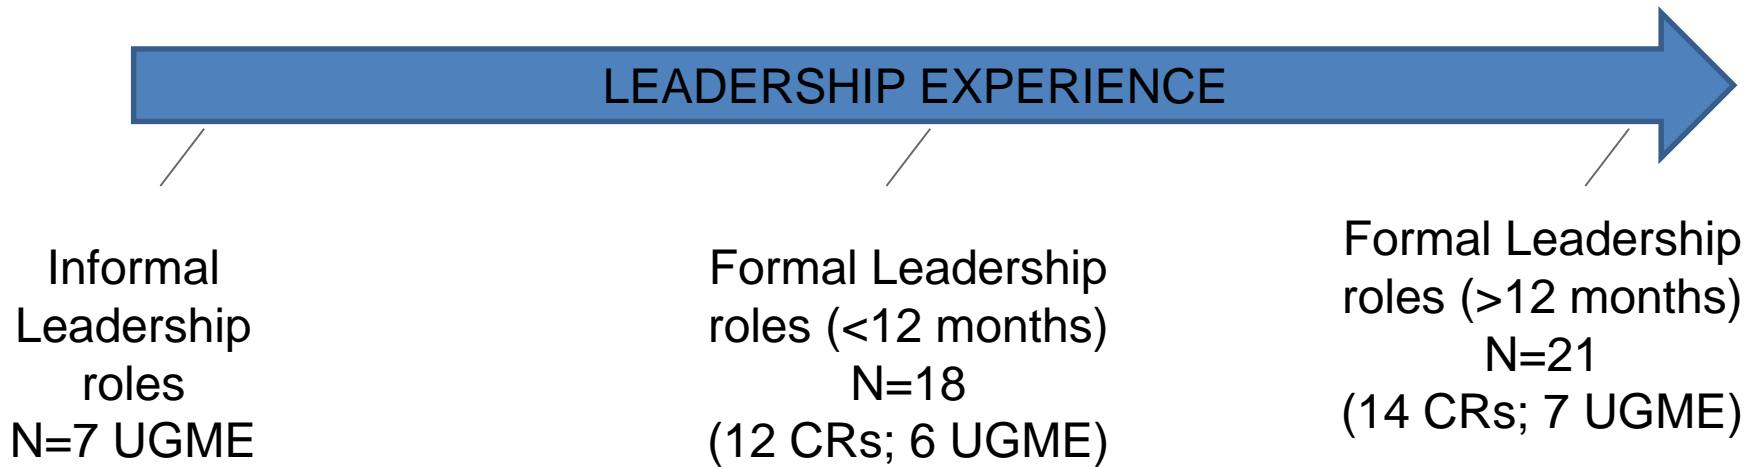 LEADERSHIP EXPERIENCE
Informal
Leadership
roles
N=7 UGME
Formal Leadership
roles (<12 months)
N=18
(12 CRs; 6 UGME)
Formal Leadership
roles (>12 months)
N=21
(14 CRs; 7 UGME)